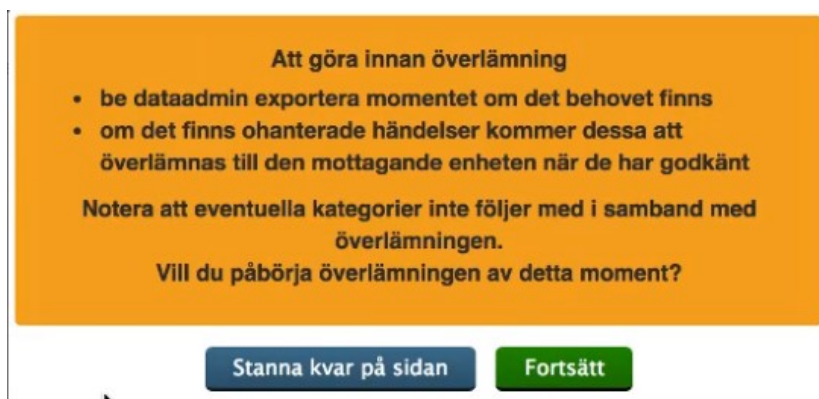 Att göra innan överlämning
• be dataadmin exportera momentet om det behovet finns
• om det finns ohanterade händelser kommer dessa att
överlämnas till den mottagande enheten när de har godkänt
Notera att eventuella kategorier inte följer med i samband med
överlämningen.
Vill du påbörja överlämningen av detta moment?
Stanna kvar på sidan
Fortsätt